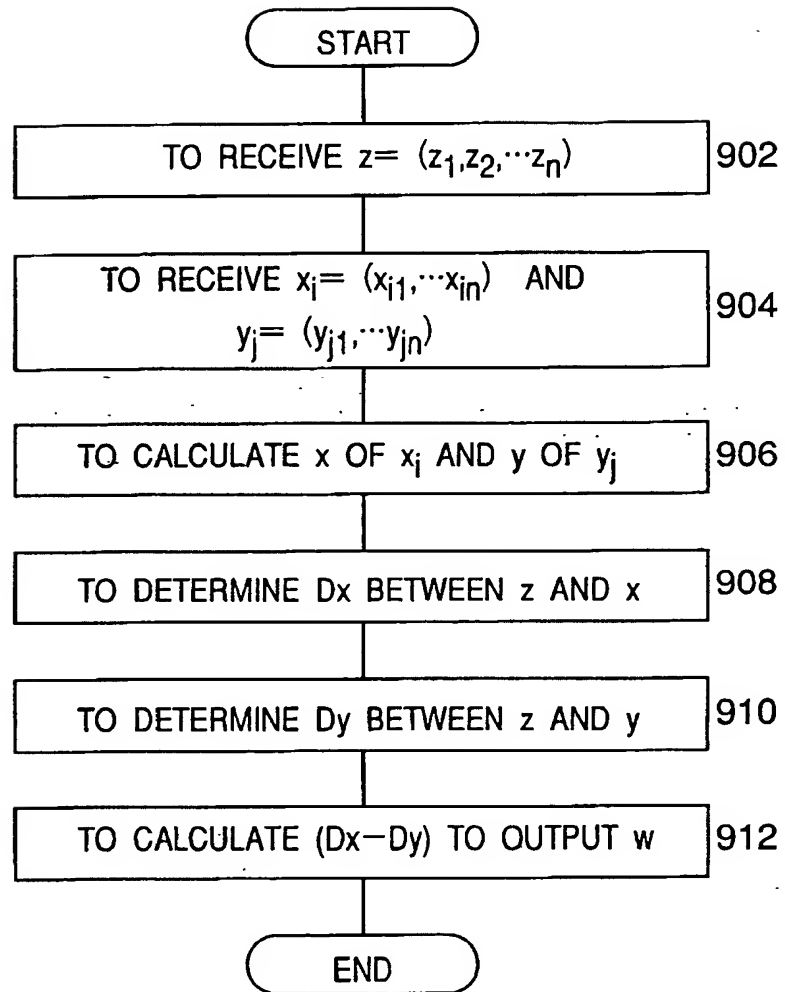 START
TO RECEIVE z= (z1,z2,···zn) 902
TO RECEIVE xi= (xi1,···xin) AND
yj= (yj1,···yjn) 904
TO CALCULATE x OF xi AND y OF yj 906
TO DETERMINE Dx BETWEEN z AND x 908
TO DETERMINE Dy BETWEEN z AND y 910
TO CALCULATE (Dx−Dy) TO OUTPUT w 912
END